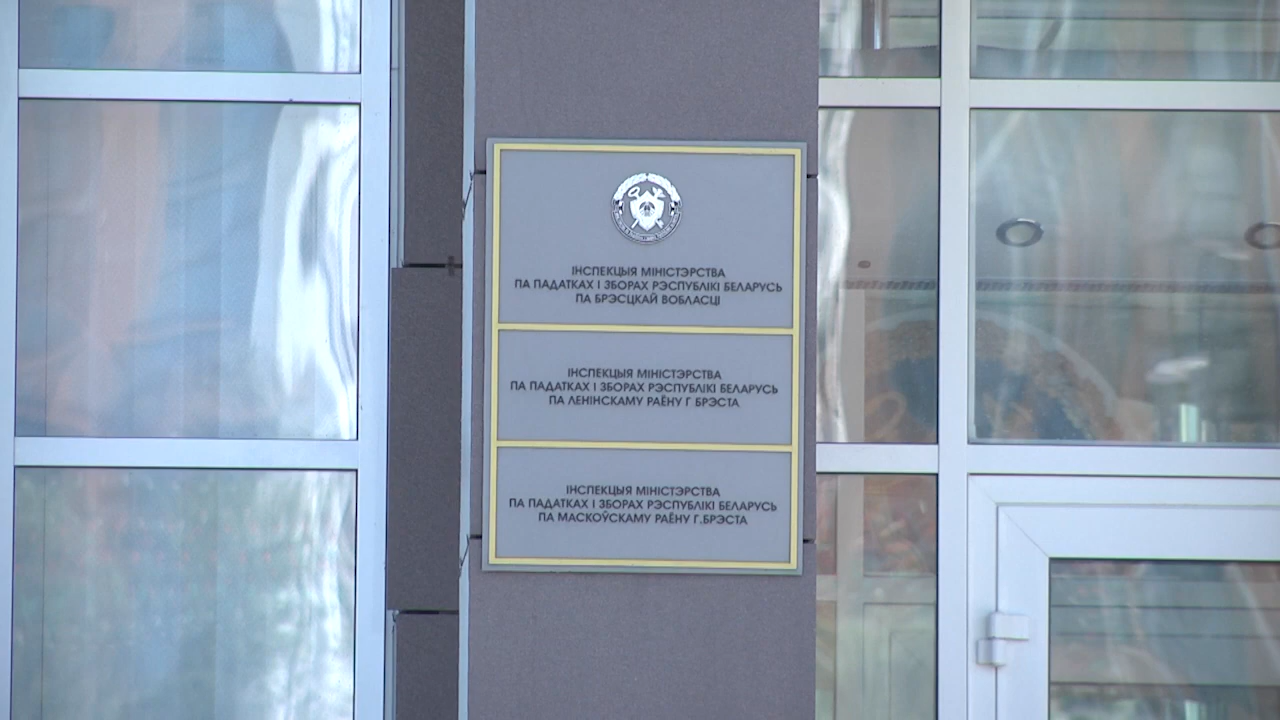 ІНСПЕКЦЫЯ МІНІСТЭРСТВА
ПА ПАДАТКАХ І ЗБОРАХ РЭСПУБЛІКІ БЕЛАРУСЬ
ПА БРЭСЦКАЙ ВОБЛАСЦІ
ІНСПЕКЦЫЯ МІНІСТЭРСТВА
ПА ПАДАТКАХ І ЗБОРАХ РЭСПУБЛІКІ БЕЛАРУСЬ
ПА ЛЕНІНСКАМУ РАЁНУ Г БРЭСТА
ІНСПЕКЦЫЯ МІНІСТЭРСТВА
ПА ПАДАТКАХ І ЗБОРАХ РЭСПУБЛІКІ БЕЛАРУСЬ
ПА МАСКОЎСКАМУ РАЁНУ Г.БРЭСТА